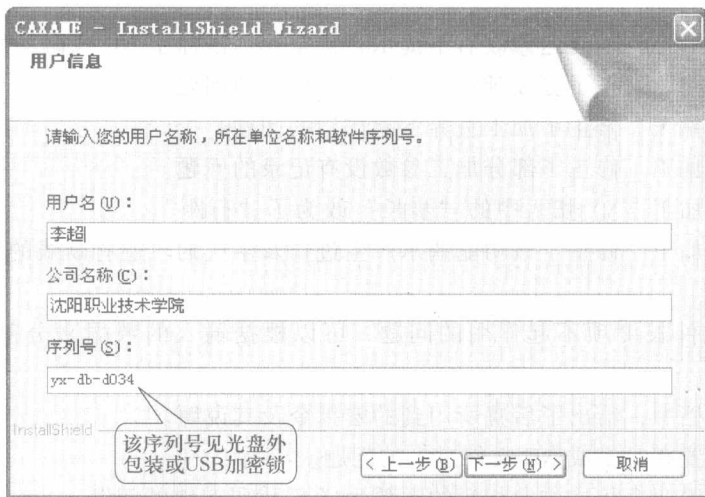 CAXAME - InstallShield Wizard
用户信息
请输入您的用户名称，所在单位名称和软件序列号。
用户名(U)：
李超
公司名称(C)：
沈阳职业技术学院
序列号(S)：
yx-db-d034
InstallShield
该序列号见光盘外
包装或USB加密锁
< 上一步(B) 下一步(N) > 取消